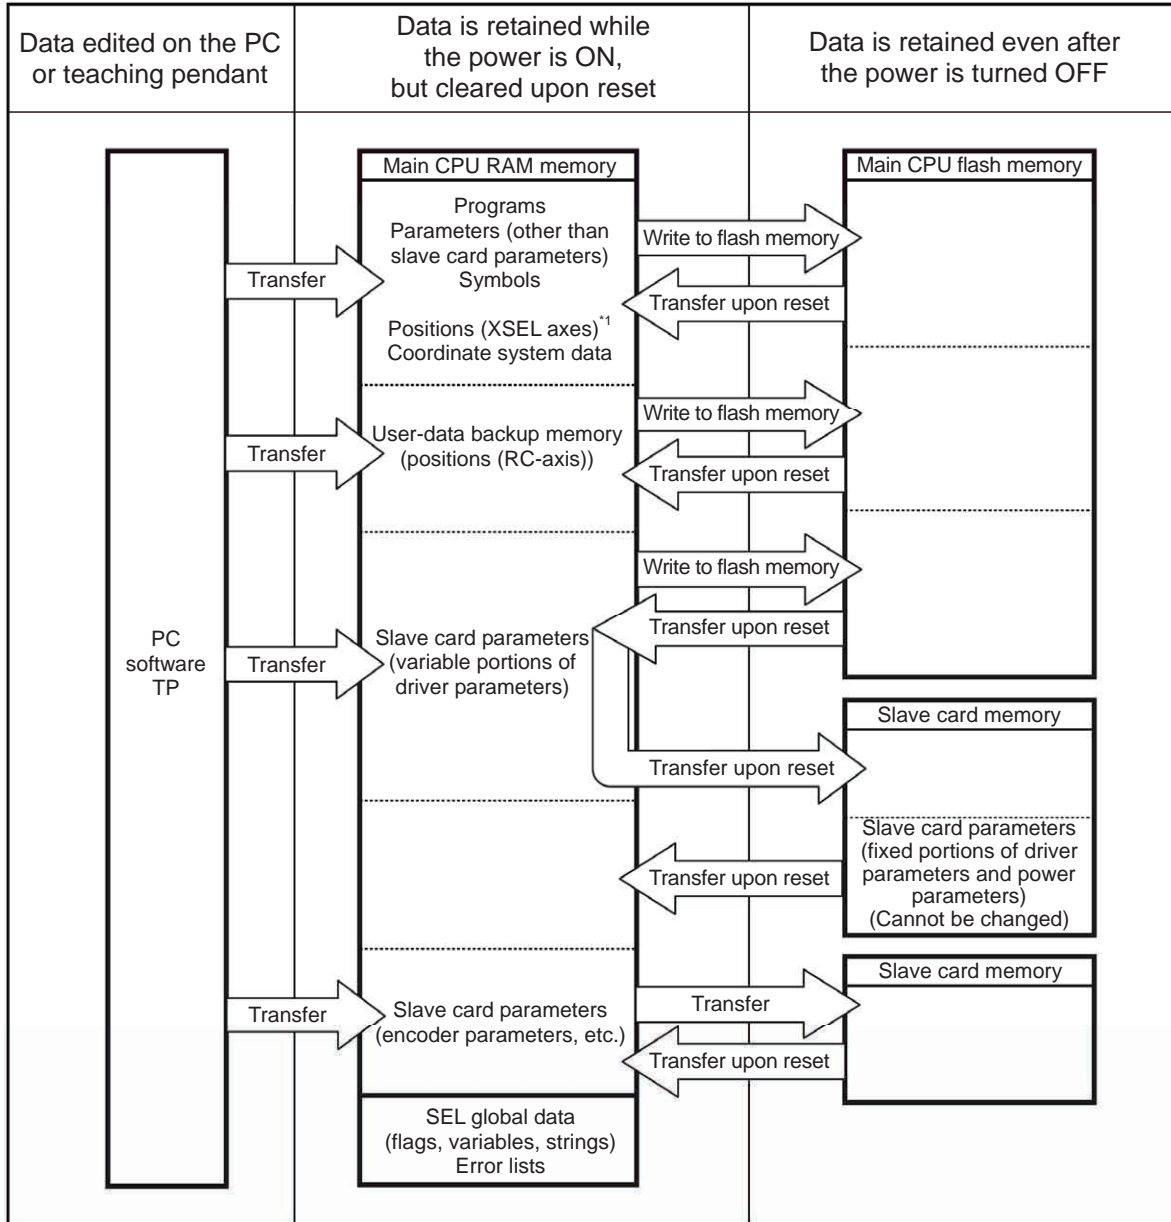 Data edited on the PC
or teaching pendant
Data is retained while
the power is ON,
but cleared upon reset
Data is retained even after
the power is turned OFF
PC
software
TP
Main CPU RAM memory
Programs
Parameters (other than
slave card parameters)
Symbols
Positions (XSEL axes)*1
Coordinate system data
Transfer
Write to flash memory
Transfer upon reset
Main CPU flash memory
User-data backup memory
(positions (RC-axis))
Transfer
Write to flash memory
Transfer upon reset
Slave card parameters
(variable portions of
driver parameters)
Transfer
Write to flash memory
Transfer upon reset
Transfer upon reset
Slave card memory
Slave card parameters
(fixed portions of driver
parameters and power
parameters)
(Cannot be changed)
Transfer upon reset
Slave card parameters
(encoder parameters, etc.)
Transfer
Transfer
Transfer upon reset
Slave card memory
SEL global data
(flags, variables, strings)
Error lists